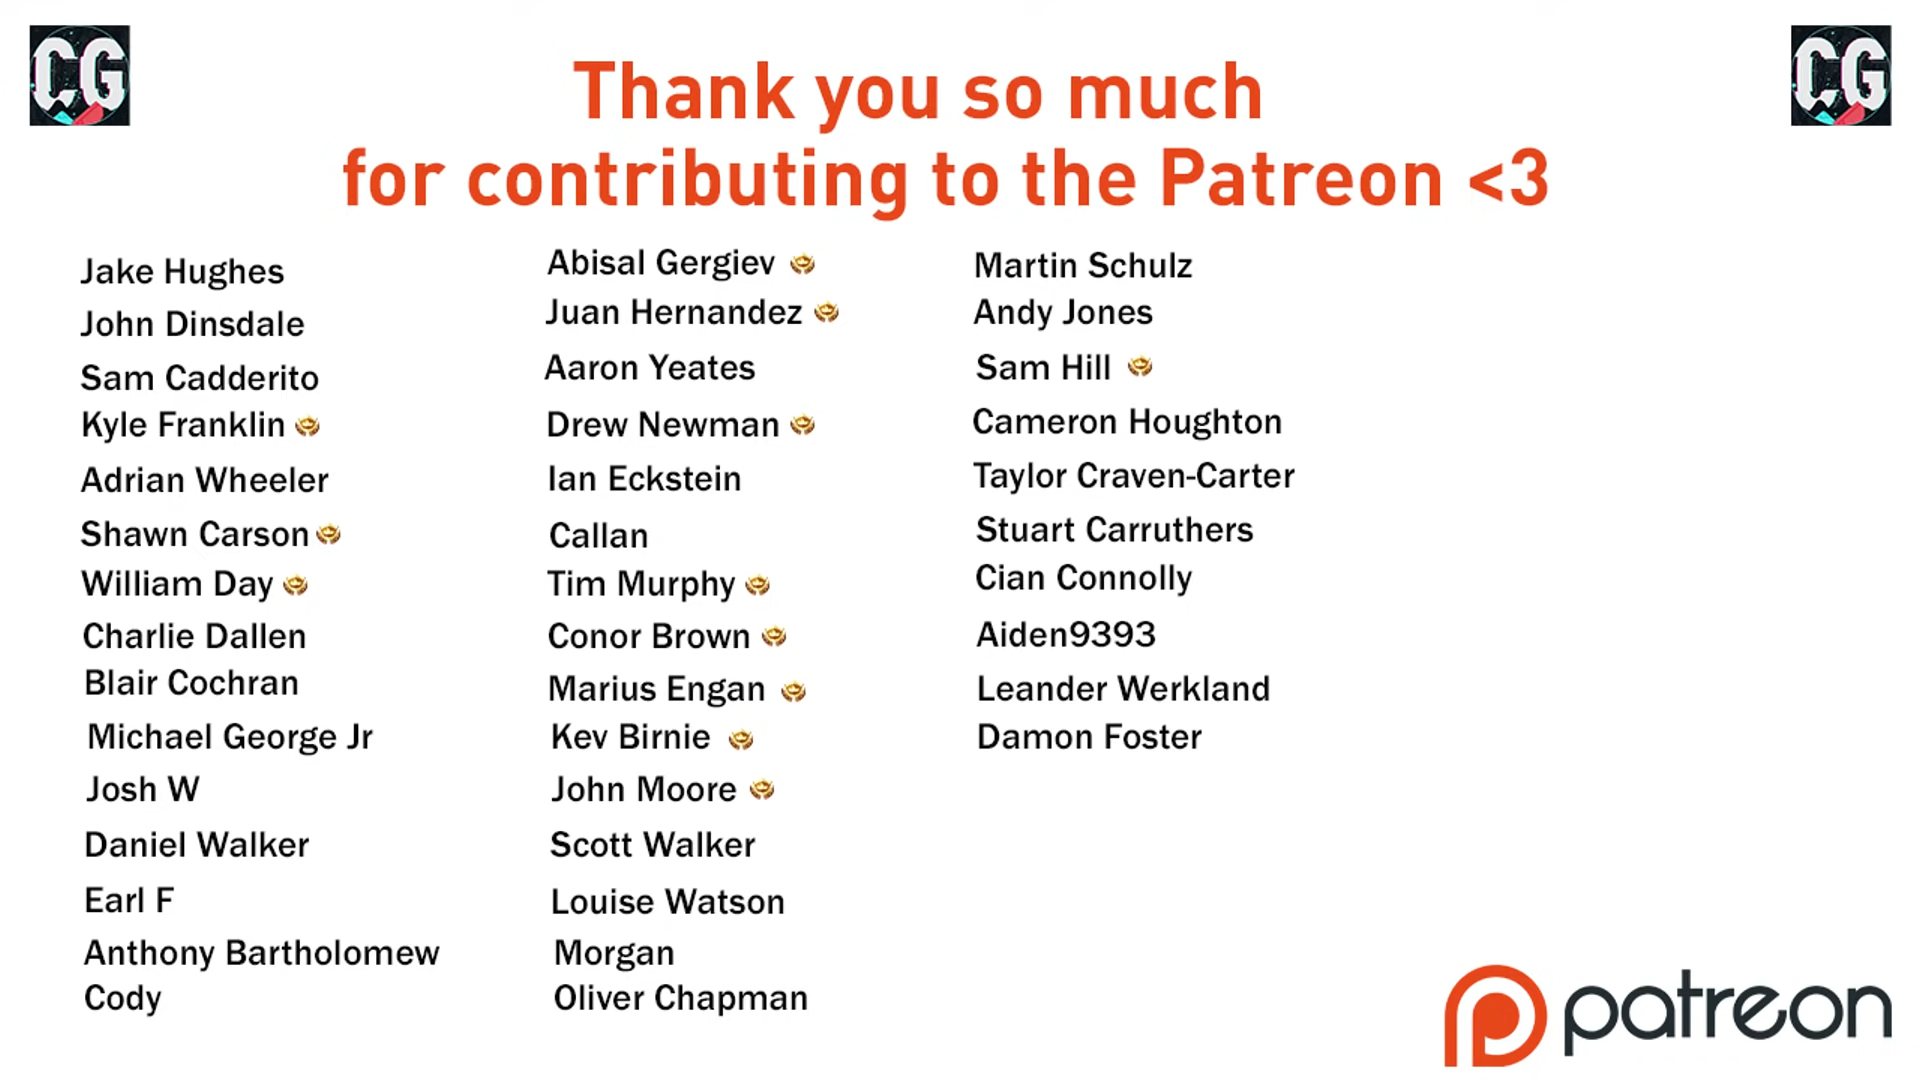 CG
CG
Thank you so much
for contributing to the Patreon <3
Jake Hughes
John Dinsdale
Sam Cadderito
Kyle Franklin
Adrian Wheeler
Shawn Carson
William Day
Charlie Dallen
Blair Cochran
Michael George Jr
Josh W
Daniel Walker
Earl F
Anthony Bartholomew
Cody
Abisal Gergiev
Juan Hernandez
Aaron Yeates
Drew Newman
Ian Eckstein
Callan
Tim Murphy
Conor Brown
Marius Engan
Kev Birnie
John Moore
Scott Walker
Louise Watson
Morgan
Oliver Chapman
Martin Schulz
Andy Jones
Sam Hill
Cameron Houghton
Taylor Craven-Carter
Stuart Carruthers
Cian Connolly
Aiden9393
Leander Werkland
Damon Foster
patreon